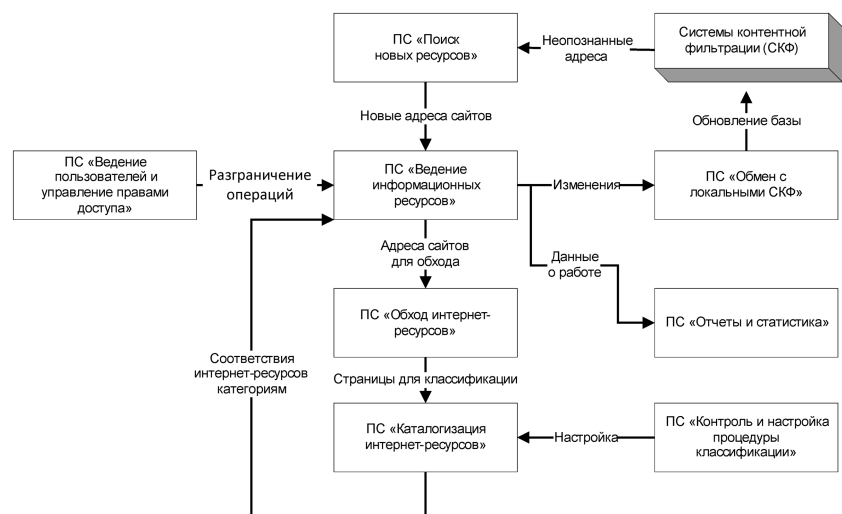 ПС «Поиск
новых ресурсов»
Неопознанные
адреса
Системы контентной
фильтрации (СКФ)
Новые адреса сайтов
Обновление базы
ПС «Ведение
пользователей и
управление правами
доступа»
Разграничение
операций
ПС «Ведение
информационных
ресурсов»
Изменения
ПС «Обмен с
локальными СКФ»
Адреса сайтов
для обхода
Данные
о работе
ПС «Обход интернет-
ресурсов»
ПС «Отчеты и статистика»
Соответствия
интернет-ресурсов
категориям
Страницы для классификации
ПС «Каталогизация
интернет-ресурсов»
Настройка
ПС «Контроль и настройка
процедуры
классификации»